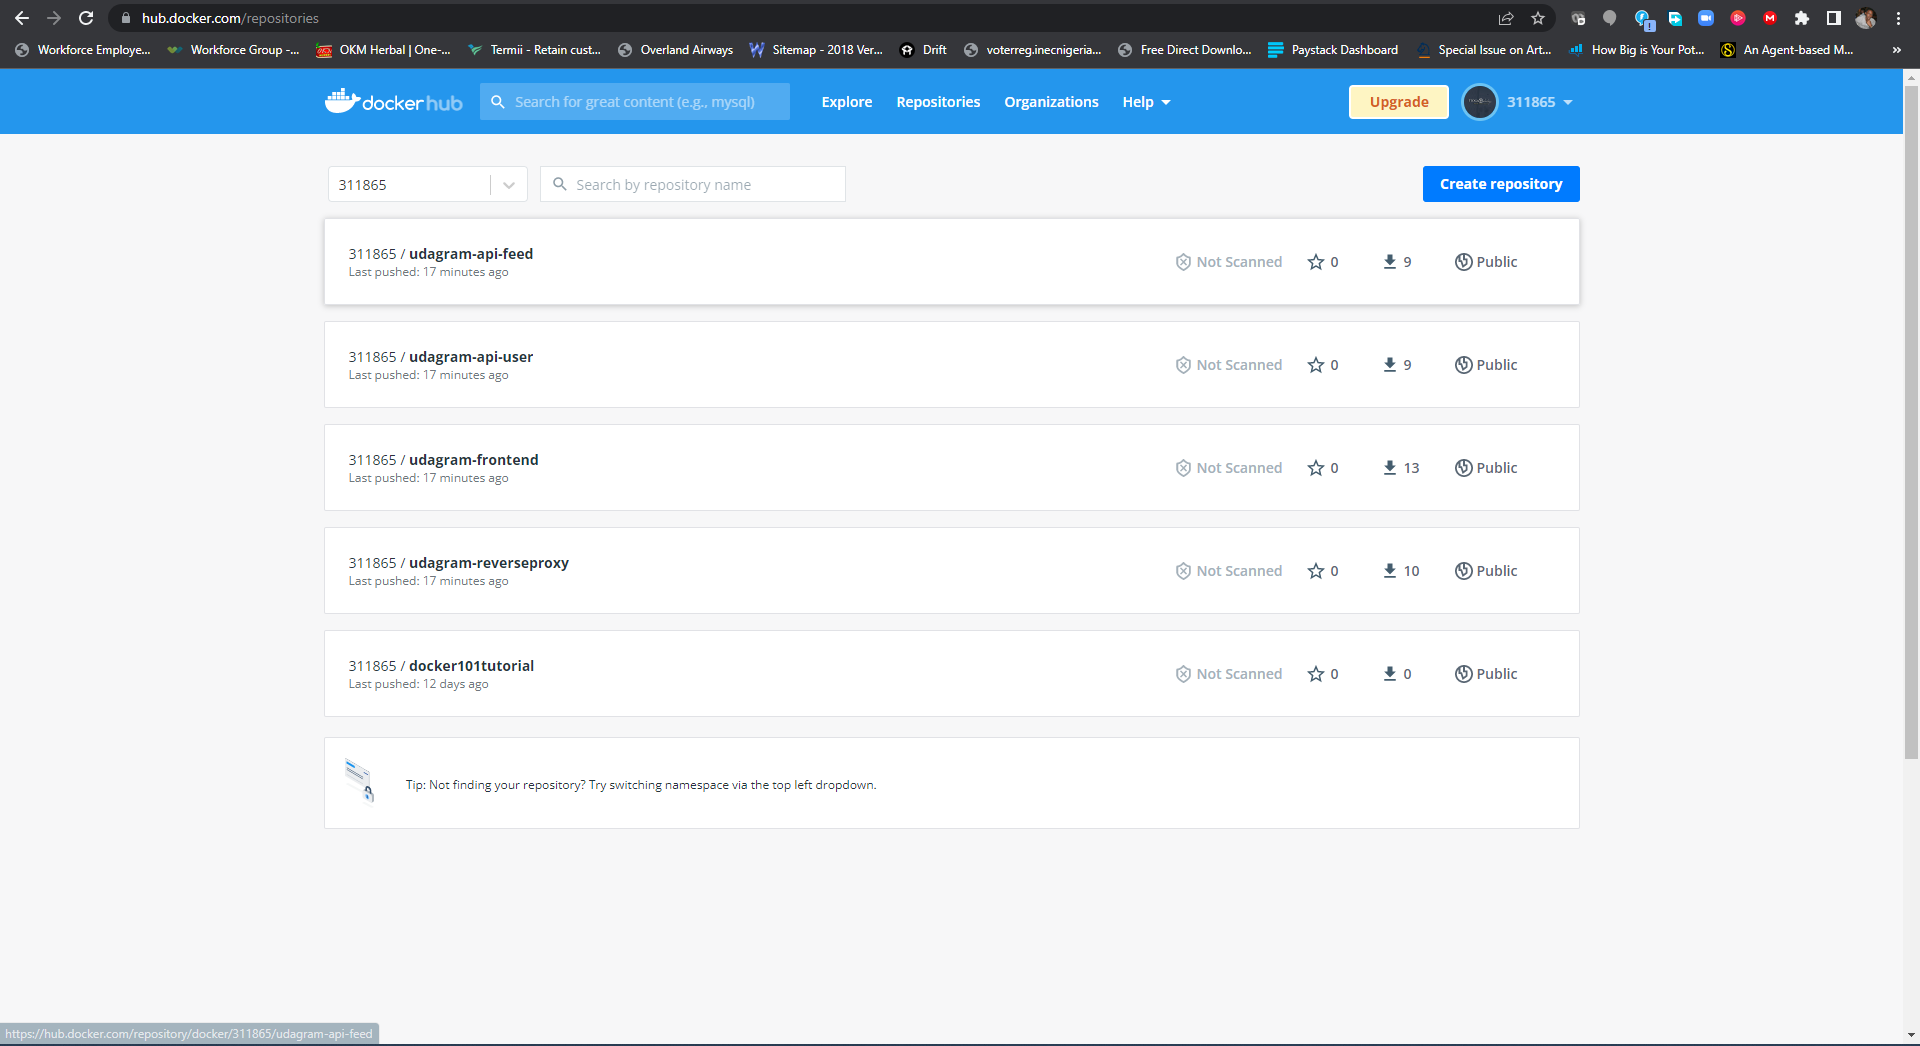 hub.docker.com/repositories
Workforce Employe... Workforce Group -... OKM Herbal | One-... Termii - Retain cust... Overland Airways Sitemap - 2018 Ver... Drift voterreg.inecnigeria... Free Direct Downlo... Paystack Dashboard Special Issue on Art... How Big is Your Pot... An Agent-based M... »
docker hub Search for great content (e.g., mysql) Explore Repositories Organizations Help Upgrade 311865
311865 Search by repository name Create repository
311865 / udagram-api-feed
Last pushed: 17 minutes ago
Not Scanned 0 9 Public
311865 / udagram-api-user
Last pushed: 17 minutes ago
Not Scanned 0 9 Public
311865 / udagram-frontend
Last pushed: 17 minutes ago
Not Scanned 0 13 Public
311865 / udagram-reverseproxy
Last pushed: 17 minutes ago
Not Scanned 0 10 Public
311865 / docker101tutorial
Last pushed: 12 days ago
Not Scanned 0 0 Public
Tip: Not finding your repository? Try switching namespace via the top left dropdown.
https://hub.docker.com/repository/docker/311865/udagram-api-feed